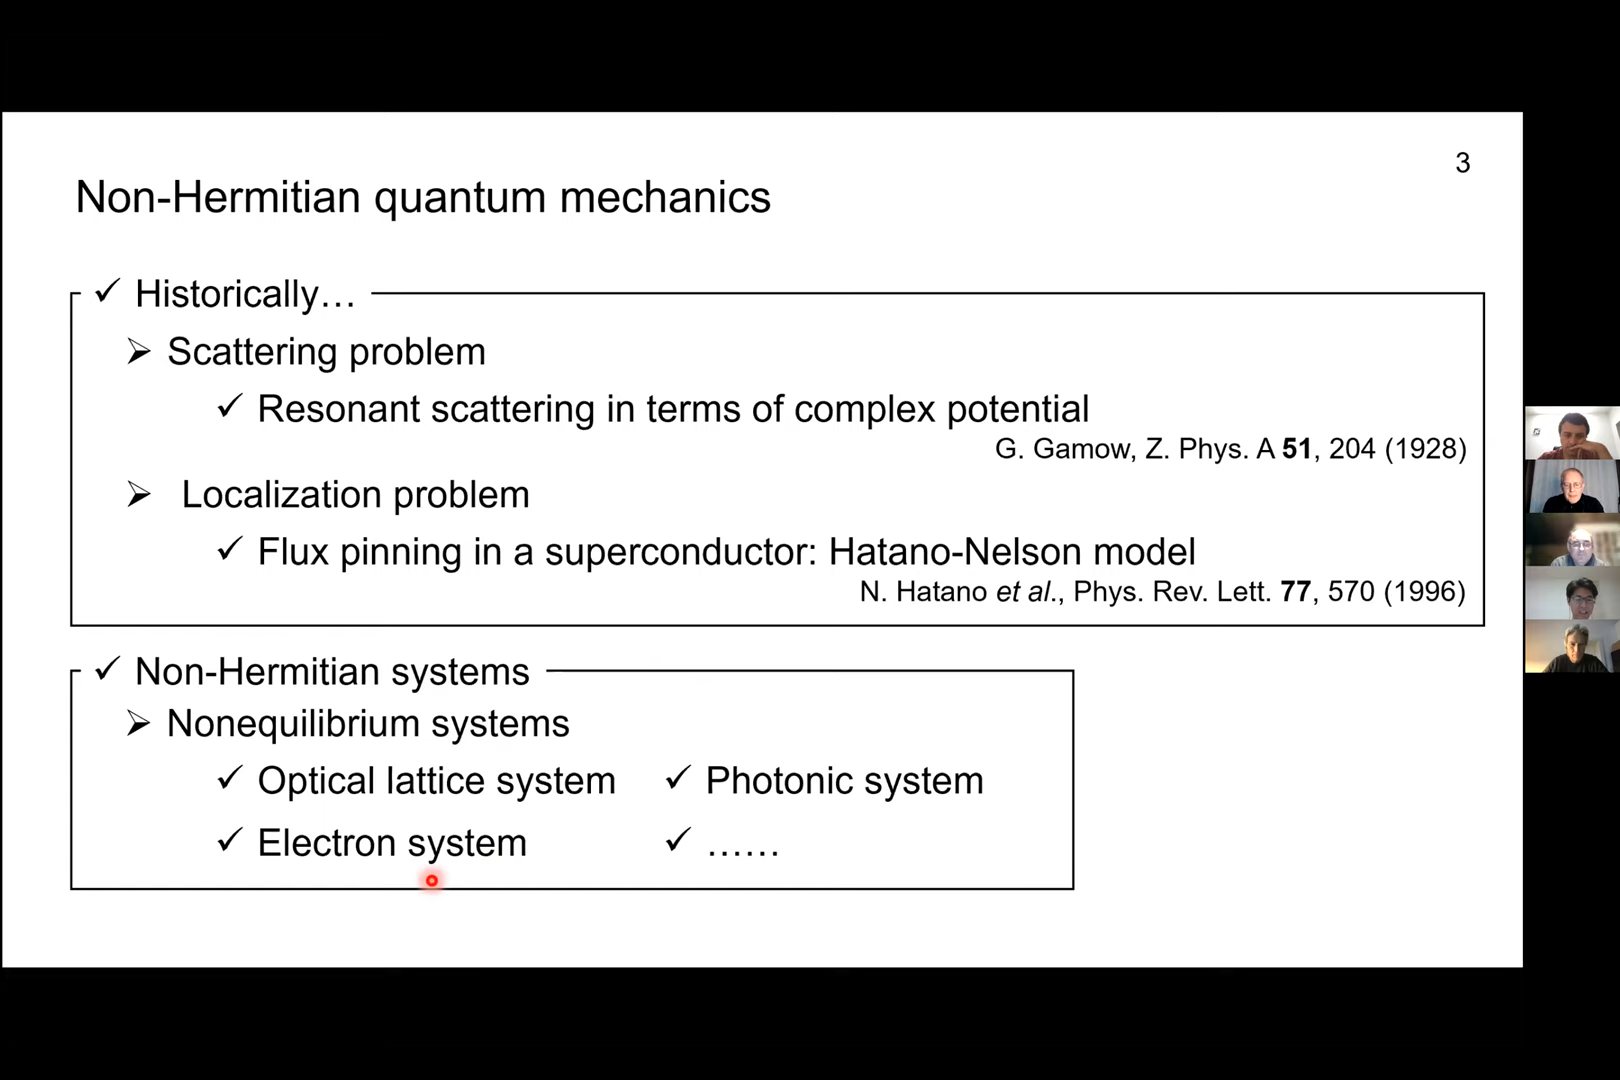 3
Non-Hermitian quantum mechanics
✓ Historically…
➢ Scattering problem
✓ Resonant scattering in terms of complex potential
G. Gamow, Z. Phys. A 51, 204 (1928)
➢ Localization problem
✓ Flux pinning in a superconductor: Hatano-Nelson model
N. Hatano et al., Phys. Rev. Lett. 77, 570 (1996)
✓ Non-Hermitian systems
➢ Nonequilibrium systems
✓ Optical lattice system ✓ Photonic system
✓ Electron system ✓ ……